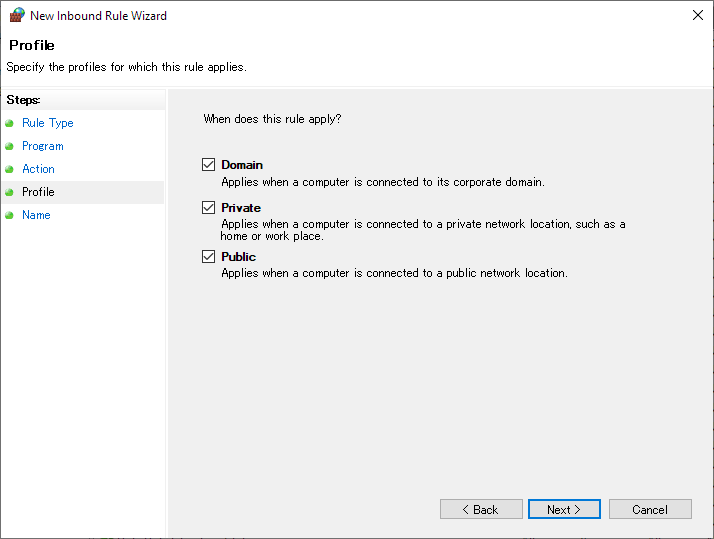 New Inbound Rule Wizard
Profile
Specify the profiles for which this rule applies.
Steps:
Rule Type
Program
Action
Profile
Name
When does this rule apply?
Domain
Applies when a computer is connected to its corporate domain.
Private
Applies when a computer is connected to a private network location, such as a
home or work place.
Public
Applies when a computer is connected to a public network location.
< Back
Next >
Cancel